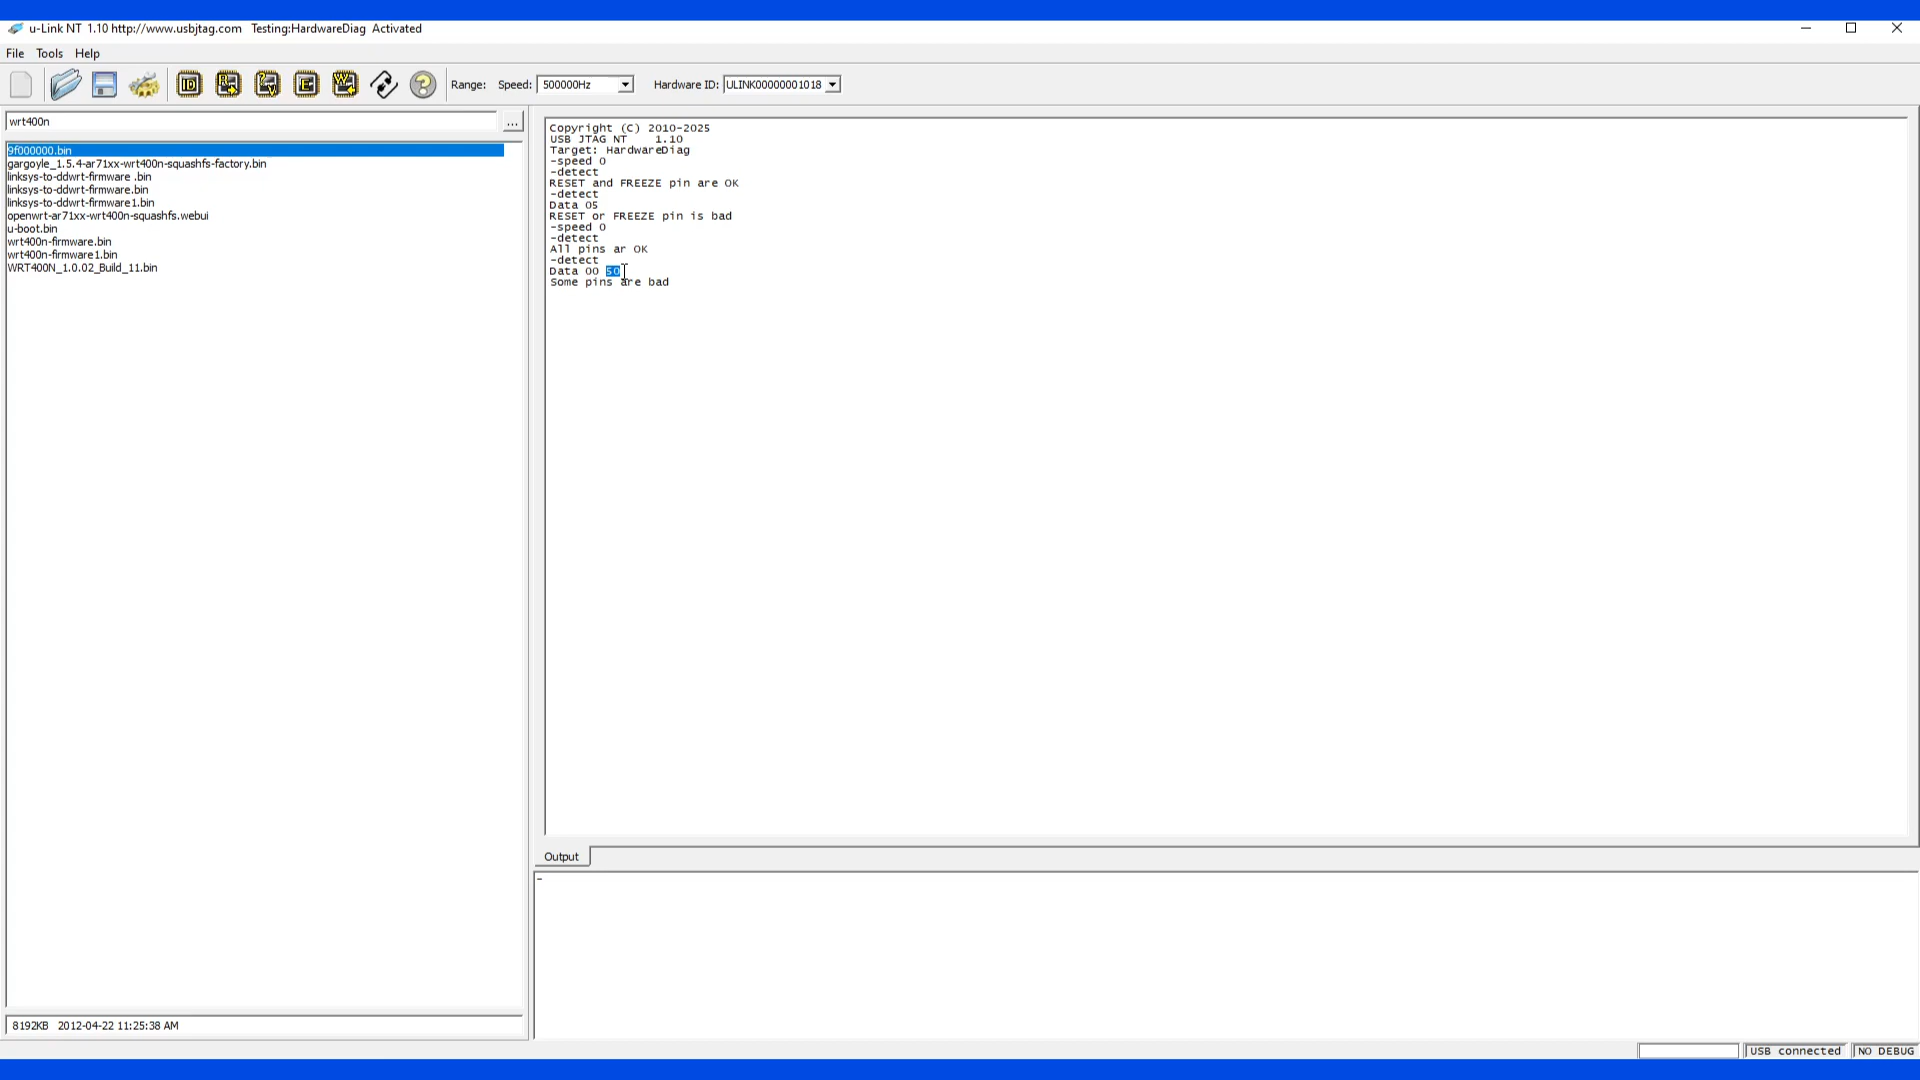 u-Link NT 1.10 http://www.usbjtag.com Testing:HardwareDiag Activated
File Tools Help
ID R ? V E W ? Range: Speed: 500000Hz Hardware ID: ULINK00000001018
wrt400n ...
9f000000.bin
gargoyle_1.5.4-ar71xx-wrt400n-squashfs-factory.bin
linksys-to-ddwrt-firmware .bin
linksys-to-ddwrt-firmware.bin
linksys-to-ddwrt-firmware1.bin
openwrt-ar71xx-wrt400n-squashfs.webui
u-boot.bin
wrt400n-firmware.bin
wrt400n-firmware1.bin
WRT400N_1.0.02_Build_11.bin
8192KB 2012-04-22 11:25:38 AM
Copyright (C) 2010-2025
USB JTAG NT 1.10
Target: HardwareDiag
-speed 0
-detect
RESET and FREEZE pin are OK
-detect
Data 05
RESET or FREEZE pin is bad
-speed 0
-detect
All pins ar OK
-detect
Data 00 50
Some pins are bad
Output
-
USB connected NO DEBUG